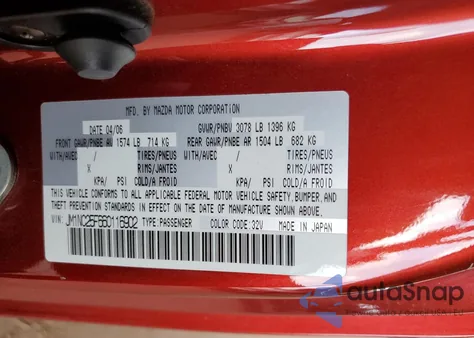 MFD. BY MAZDA MOTOR CORPORATION
DATE 04/06 GVWR/PNBV 3078 LB 1396 KG
FRONT GAWR/PNBE AV 1574 LB 714 KG REAR GAWR/PNBE AR 1504 LB 682 KG
WITH/AVEC / TIRES/PNEUS WITH/AVEC / TIRES/PNEUS
/ RIMS/JANTES / RIMS/JANTES
KPA/ PSI COLD/A FROID KPA/ PSI COLD/A FROID
THIS VEHICLE CONFORMS TO ALL APPLICABLE FEDERAL MOTOR VEHICLE SAFETY, BUMPER, AND
THEFT PREVENTION STANDARDS IN EFFECT ON THE DATE OF MANUFACTURE SHOWN ABOVE.
VIN: JM1NC25F560116902 TYPE PASSENGER COLOR CODE:32V MADE IN JAPAN
autoSnap